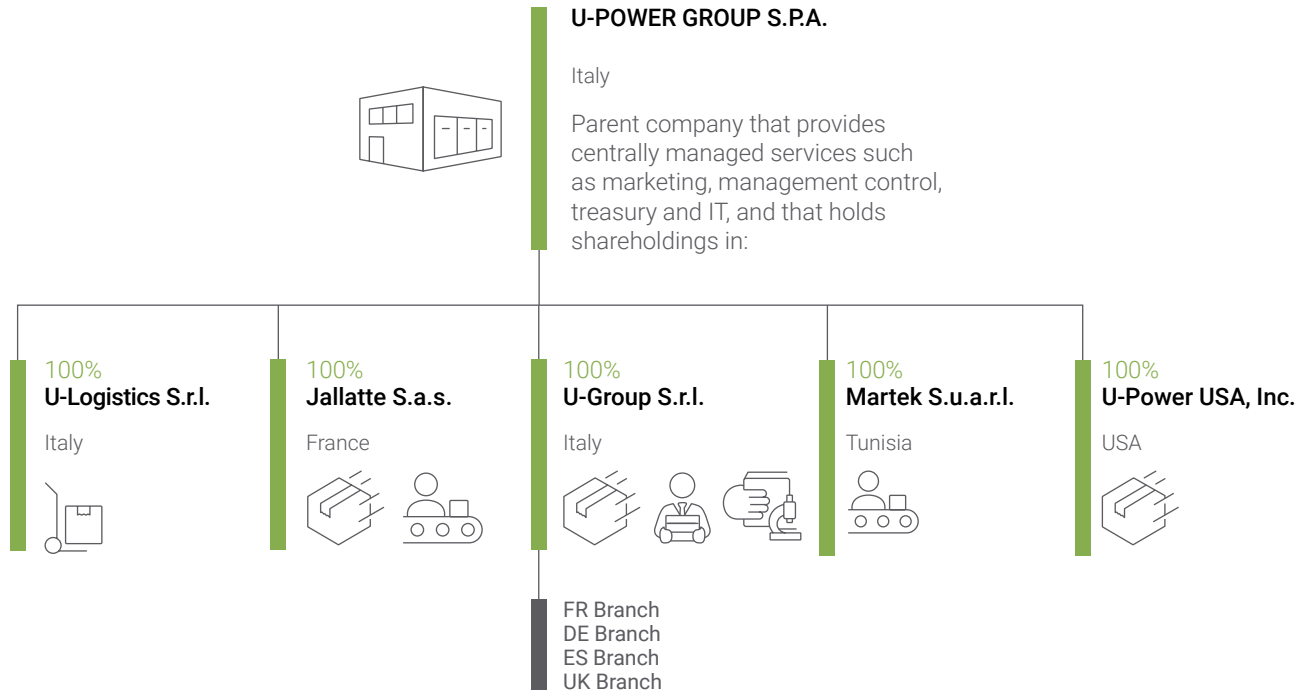 U-POWER GROUP S.P.A.
Italy
Parent company that provides
centrally managed services such
as marketing, management control,
treasury and IT, and that holds
shareholdings in:
100%
U-Logistics S.r.l.
Italy
100%
Jallatte S.a.s.
France
100%
U-Group S.r.l.
Italy
100%
Martek S.u.a.r.l.
Tunisia
100%
U-Power USA, Inc.
USA
FR Branch
DE Branch
ES Branch
UK Branch